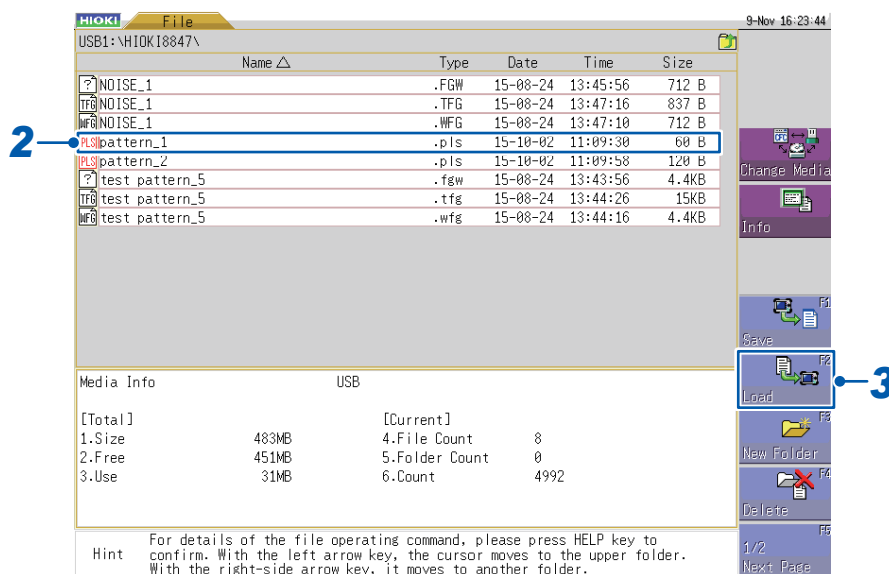 HIOKI File 9-Nov 16:23:44
USB1:\HIOKI8847\
Name △ Type Date Time Size
? NOISE_1 .FGW 15-08-24 13:45:56 712 B
TFG NOISE_1 .TFG 15-08-24 13:47:16 837 B
WFG NOISE_1 .WFG 15-08-24 13:47:10 712 B
2 PLS pattern_1 .pls 15-10-02 11:09:30 60 B
PLS pattern_2 .pls 15-10-02 11:09:58 120 B
? test pattern_5 .fgw 15-08-24 13:43:56 4.4KB
TFG test pattern_5 .tfg 15-08-24 13:44:26 15KB
WFG test pattern_5 .wfg 15-08-24 13:44:16 4.4KB
Change Media
Info
F1
Save
F2
Load
3
F3
New Folder
F4
Delete
F5
1/2
Next Page
Media Info USB
[Total] [Current]
1.Size 483MB 4.File Count 8
2.Free 451MB 5.Folder Count 0
3.Use 31MB 6.Count 4992
Hint
For details of the file operating command, please press HELP key to
confirm. With the left arrow key, the cursor moves to the upper folder.
With the right-side arrow key, it moves to another folder.